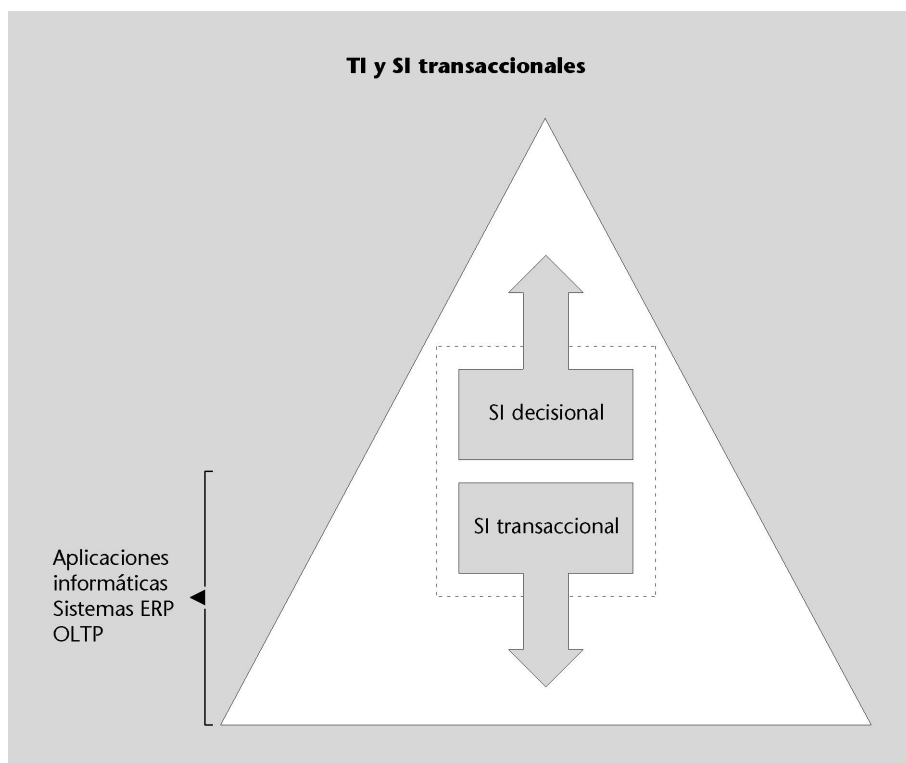 TI y SI transaccionales
SI decisional
SI transaccional
Aplicaciones
informáticas
Sistemas ERP
OLTP